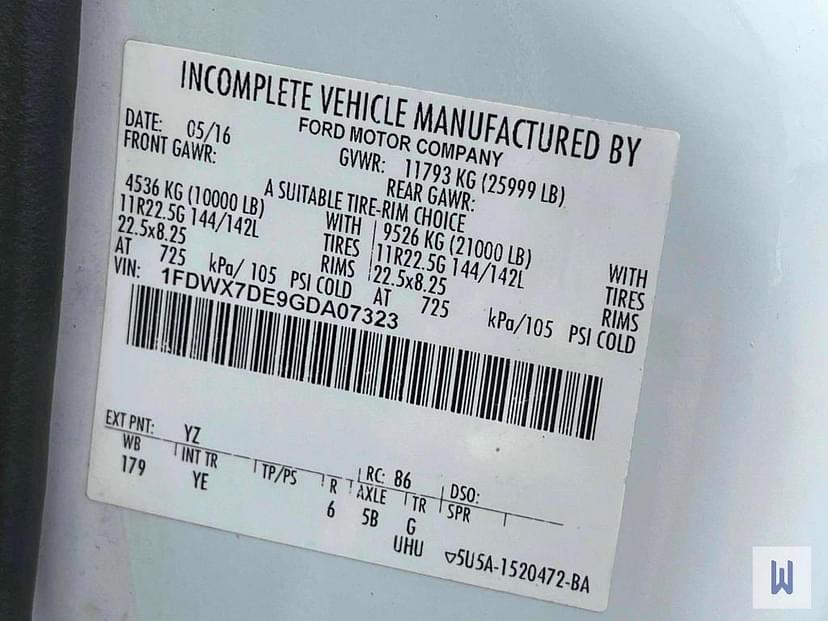 INCOMPLETE VEHICLE MANUFACTURED BY
FORD MOTOR COMPANY
DATE: 05/16 GVWR: 11793 KG (25999 LB)
FRONT GAWR: REAR GAWR:
A SUITABLE TIRE-RIM CHOICE
4536 KG (10000 LB) WITH 9526 KG (21000 LB) WITH
11R22.5G 144/142L TIRES 11R22.5G 144/142L TIRES
22.5x8.25 RIMS 22.5x8.25 RIMS
AT 725 kPa/ 105 PSI COLD AT 725 kPa/105 PSI COLD
VIN: 1FDWX7DE9GDA07323
EXT PNT: YZ RC: 86 DSO:
WB INT TR TP/PS R AXLE TR SPR
179 YE 6 5B G
UHU ▽5U5A-1520472-BA
W